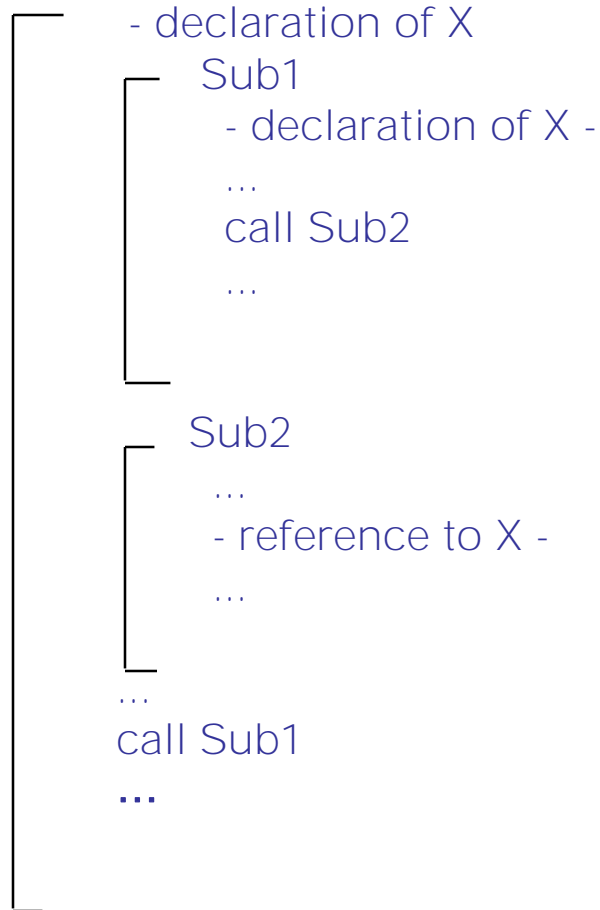 - declaration of X
Sub1
- declaration of X -
...
call Sub2
...
Sub2
...
- reference to X -
...
...
call Sub1
...